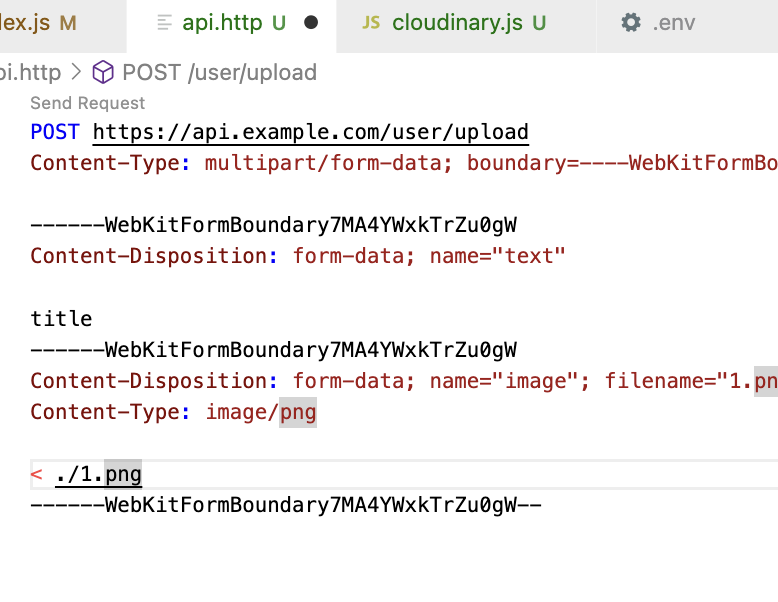 lex.js M api.http U ● JS cloudinary.js U .env
pi.http > POST /user/upload
Send Request
POST https://api.example.com/user/upload
Content-Type: multipart/form-data; boundary=----WebKitFormBo
------WebKitFormBoundary7MA4YWxkTrZu0gW
Content-Disposition: form-data; name="text"
title
------WebKitFormBoundary7MA4YWxkTrZu0gW
Content-Disposition: form-data; name="image"; filename="1.pn
Content-Type: image/png
< ./1.png
------WebKitFormBoundary7MA4YWxkTrZu0gW--